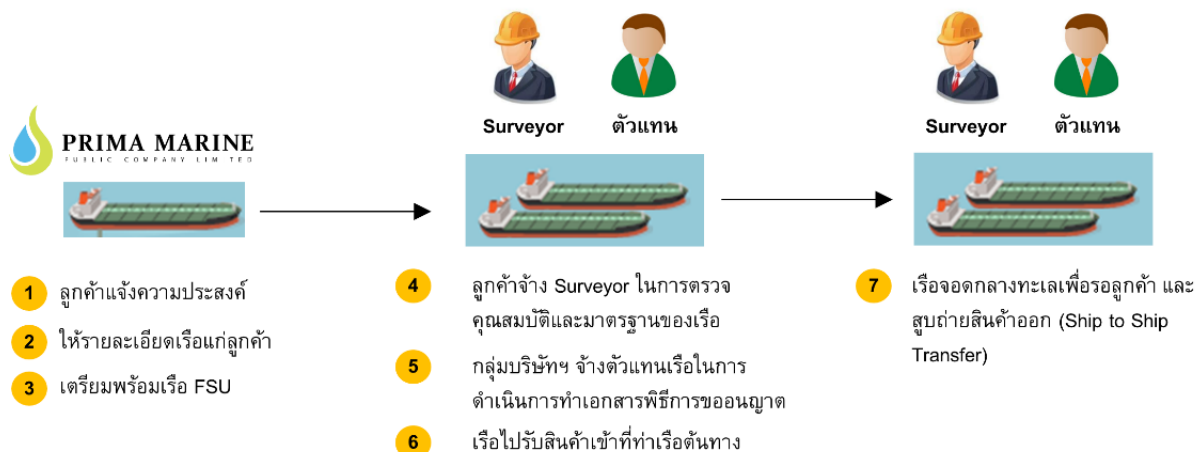 PRIMA MARINE
PUBLIC COMPANY LIMITED
Surveyor
ตัวแทน
Surveyor
ตัวแทน
1 ลูกค้าแจ้งความประสงค์
2 ให้รายละเอียดเรือแก่ลูกค้า
3 เตรียมพร้อมเรือ FSU
4 ลูกค้าจ้าง Surveyor ในการตรวจ
คุณสมบัติและมาตรฐานของเรือ
5 กลุ่มบริษัทฯ จ้างตัวแทนเรือในการ
ดำเนินการทำเอกสารพิธีการขออนญาต
6 เรือไปรับสินค้าเข้าที่ท่าเรือต้นทาง
7 เรือจอดกลางทะเลเพื่อรอลูกค้า และ
สูบถ่ายสินค้าออก (Ship to Ship
Transfer)